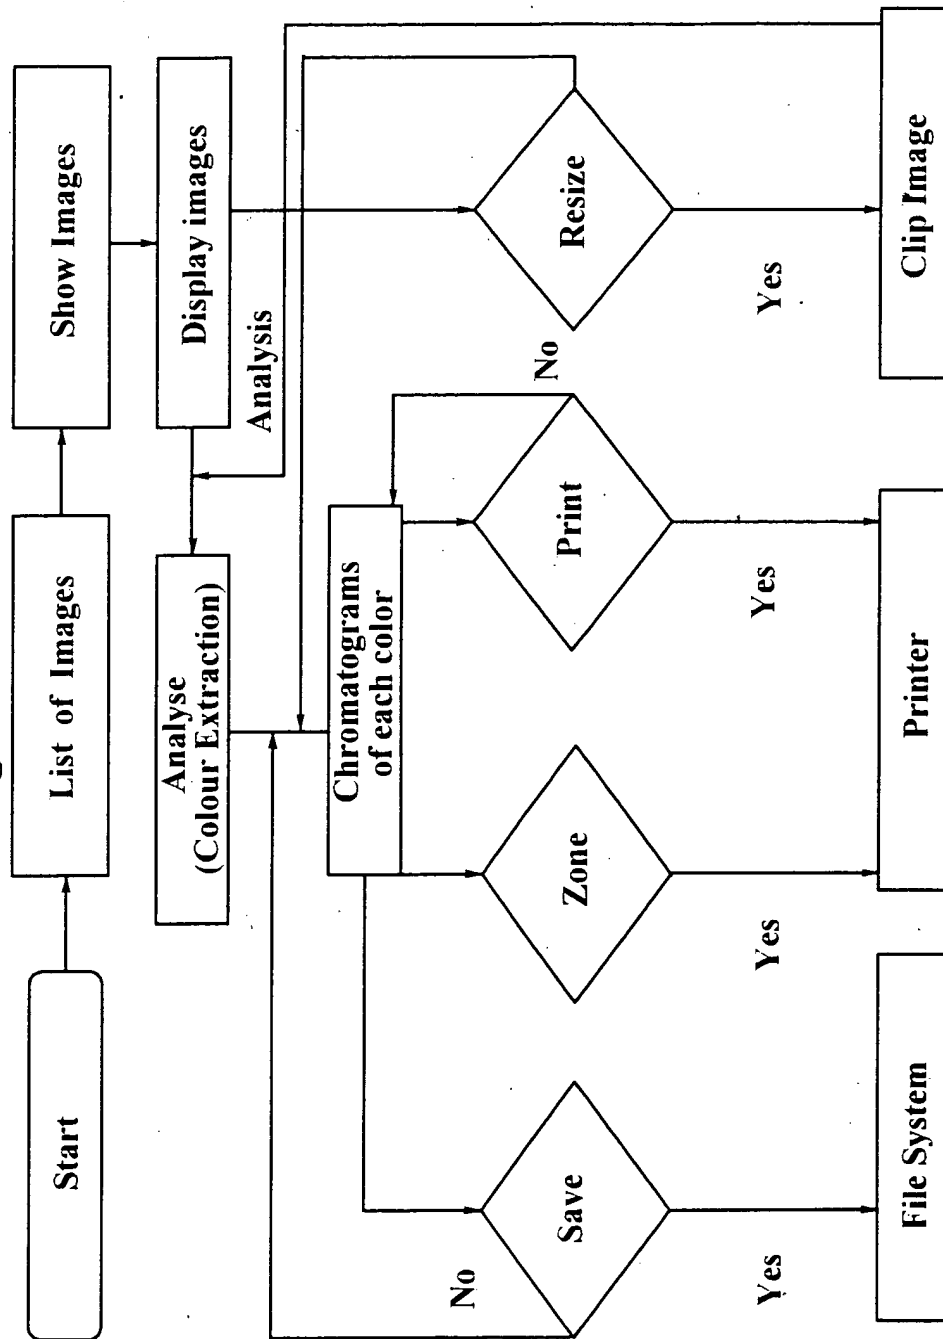 Start
List of Images
Show Images
Analyse
(Colour Extraction)
Display images
Analysis
Chromatograms
of each color
No
No
Save
Zone
Print
Resize
Yes
Yes
Yes
Yes
File System
Printer
Clip Image